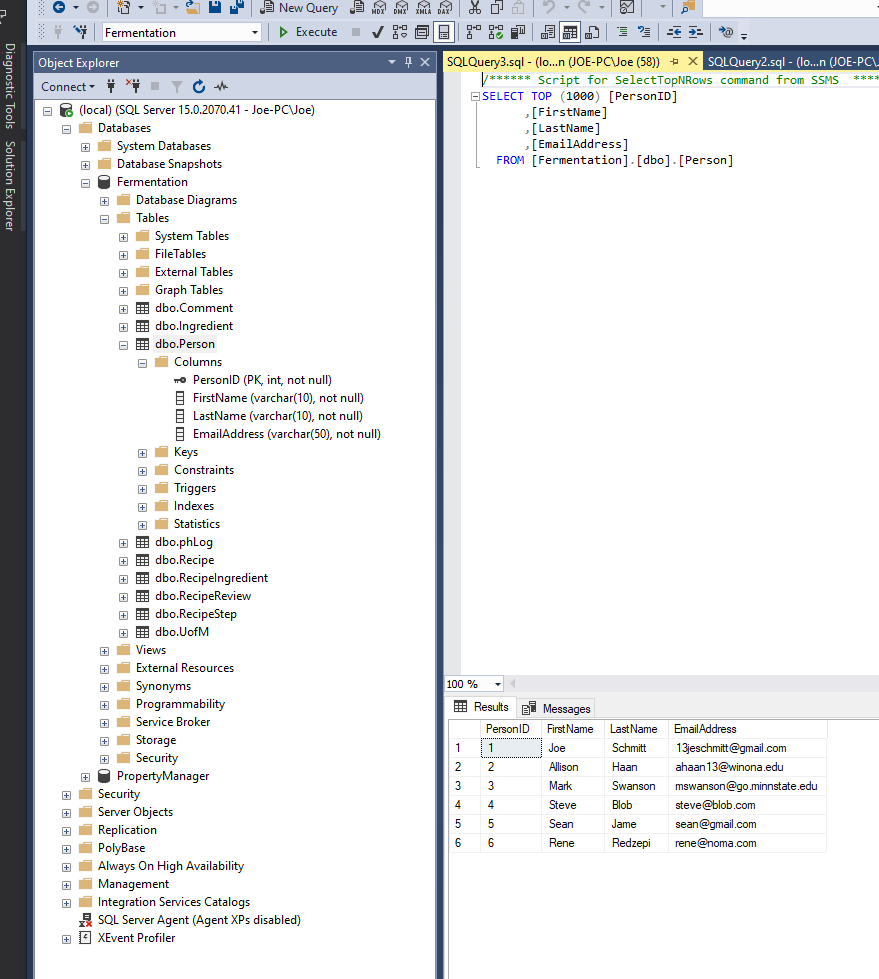 New Query
MDX DMX XMLA DAX
Fermentation Execute
Diagnostic Tools
Solution Explorer
Object Explorer
Connect
(local) (SQL Server 15.0.2070.41 - Joe-PC\Joe)
Databases
System Databases
Database Snapshots
Fermentation
Database Diagrams
Tables
System Tables
FileTables
External Tables
Graph Tables
dbo.Comment
dbo.Ingredient
dbo.Person
Columns
PersonID (PK, int, not null)
FirstName (varchar(10), not null)
LastName (varchar(10), not null)
EmailAddress (varchar(50), not null)
Keys
Constraints
Triggers
Indexes
Statistics
dbo.phLog
dbo.Recipe
dbo.RecipeIngredient
dbo.RecipeReview
dbo.RecipeStep
dbo.UofM
Views
External Resources
Synonyms
Programmability
Service Broker
Storage
Security
PropertyManager
Security
Server Objects
Replication
PolyBase
Always On High Availability
Management
Integration Services Catalogs
SQL Server Agent (Agent XPs disabled)
XEvent Profiler
SQLQuery3.sql - (lo...n (JOE-PC\Joe (58)) SQLQuery2.sql - (lo...n (JOE-PC\
/****** Script for SelectTopNRows command from SSMS ****
SELECT TOP (1000) [PersonID]
,[FirstName]
,[LastName]
,[EmailAddress]
FROM [Fermentation].[dbo].[Person]
100 %
Results Messages
PersonID FirstName LastName EmailAddress
1 1 Joe Schmitt 13jeschmitt@gmail.com
2 2 Allison Haan ahaan13@winona.edu
3 3 Mark Swanson mswanson@go.minnstate.edu
4 4 Steve Blob steve@blob.com
5 5 Sean Jame sean@gmail.com
6 6 Rene Redzepi rene@noma.com